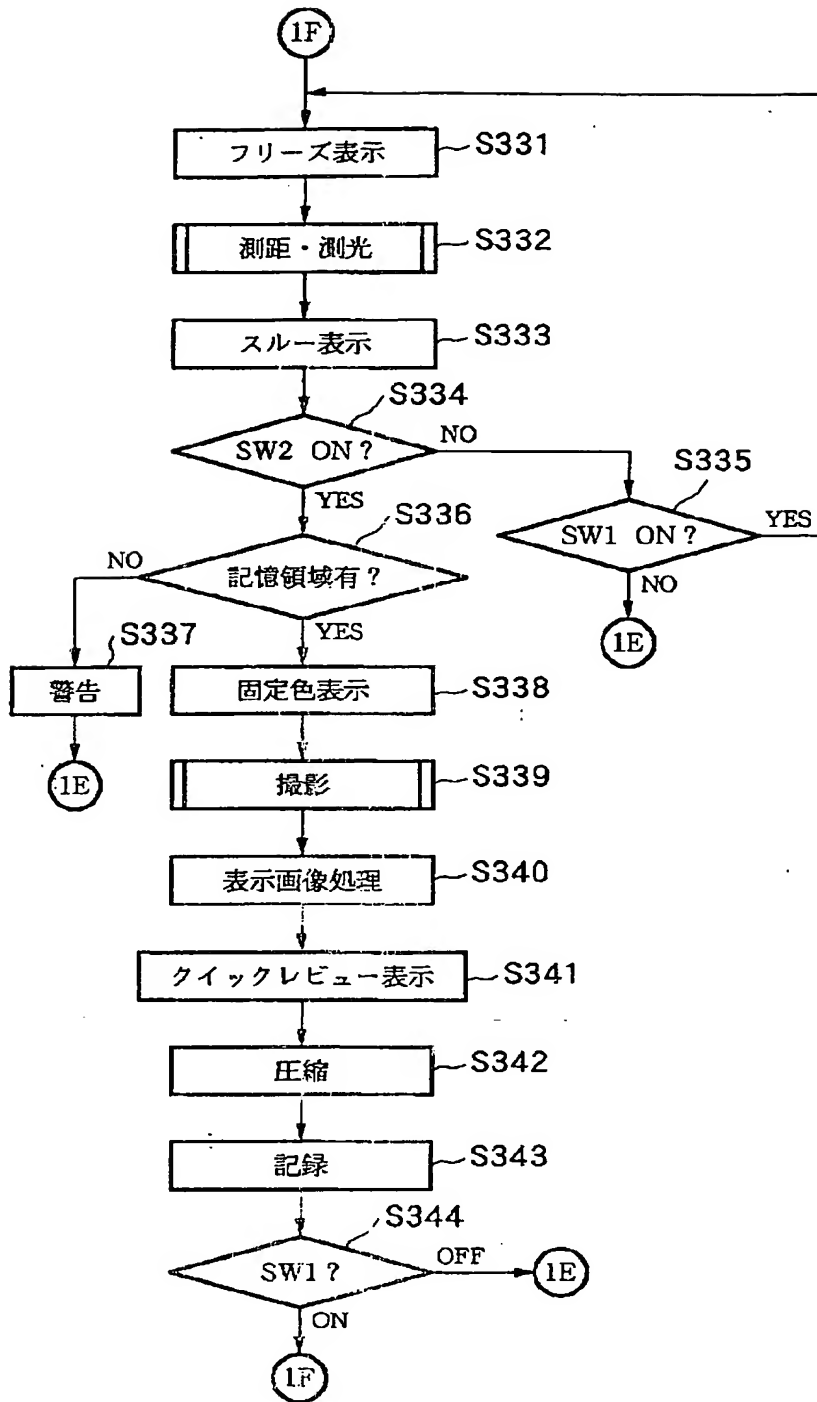 1F
フリーズ表示 S331
測距・測光 S332
スルー表示 S333
S334
SW2 ON？ NO
YES
S335
SW1 ON？ YES
NO
1E
S336
NO 記憶領域有？
YES
S337
警告
1E
固定色表示 S338
撮影 S339
表示画像処理 S340
クイックレビュー表示 S341
圧縮 S342
記録 S343
S344
SW1？ OFF 1E
ON
1F